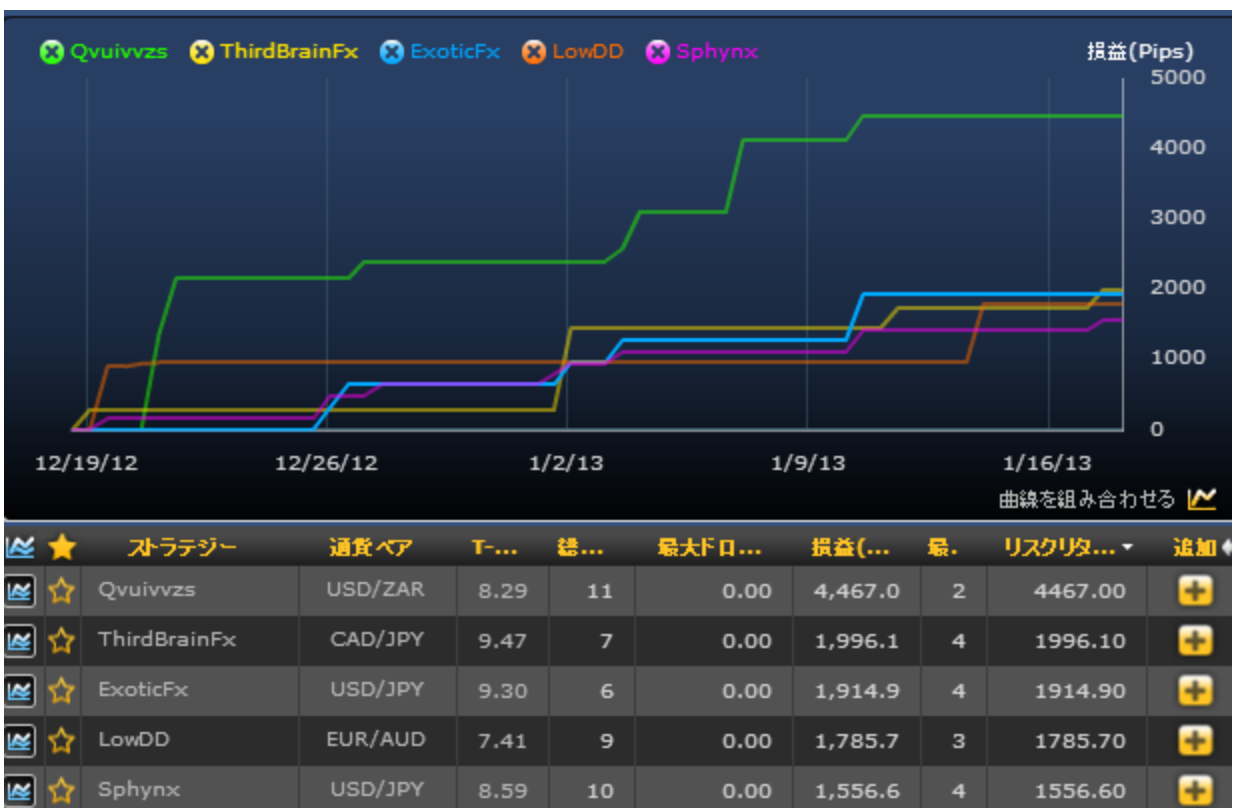 Qvuivvzs ThirdBrainFx ExoticFx LowDD Sphynx 損益(Pips)
5000
4000
3000
2000
1000
0
12/19/12 12/26/12 1/2/13 1/9/13 1/16/13
曲線を組み合わせる
ストラテジー 通貨ペア T-... 総... 最大ドロ... 損益(... 最. リスクリタ... 追加
Qvuivvzs USD/ZAR 8.29 11 0.00 4,467.0 2 4467.00
ThirdBrainFx CAD/JPY 9.47 7 0.00 1,996.1 4 1996.10
ExoticFx USD/JPY 9.30 6 0.00 1,914.9 4 1914.90
LowDD EUR/AUD 7.41 9 0.00 1,785.7 3 1785.70
Sphynx USD/JPY 8.59 10 0.00 1,556.6 4 1556.60